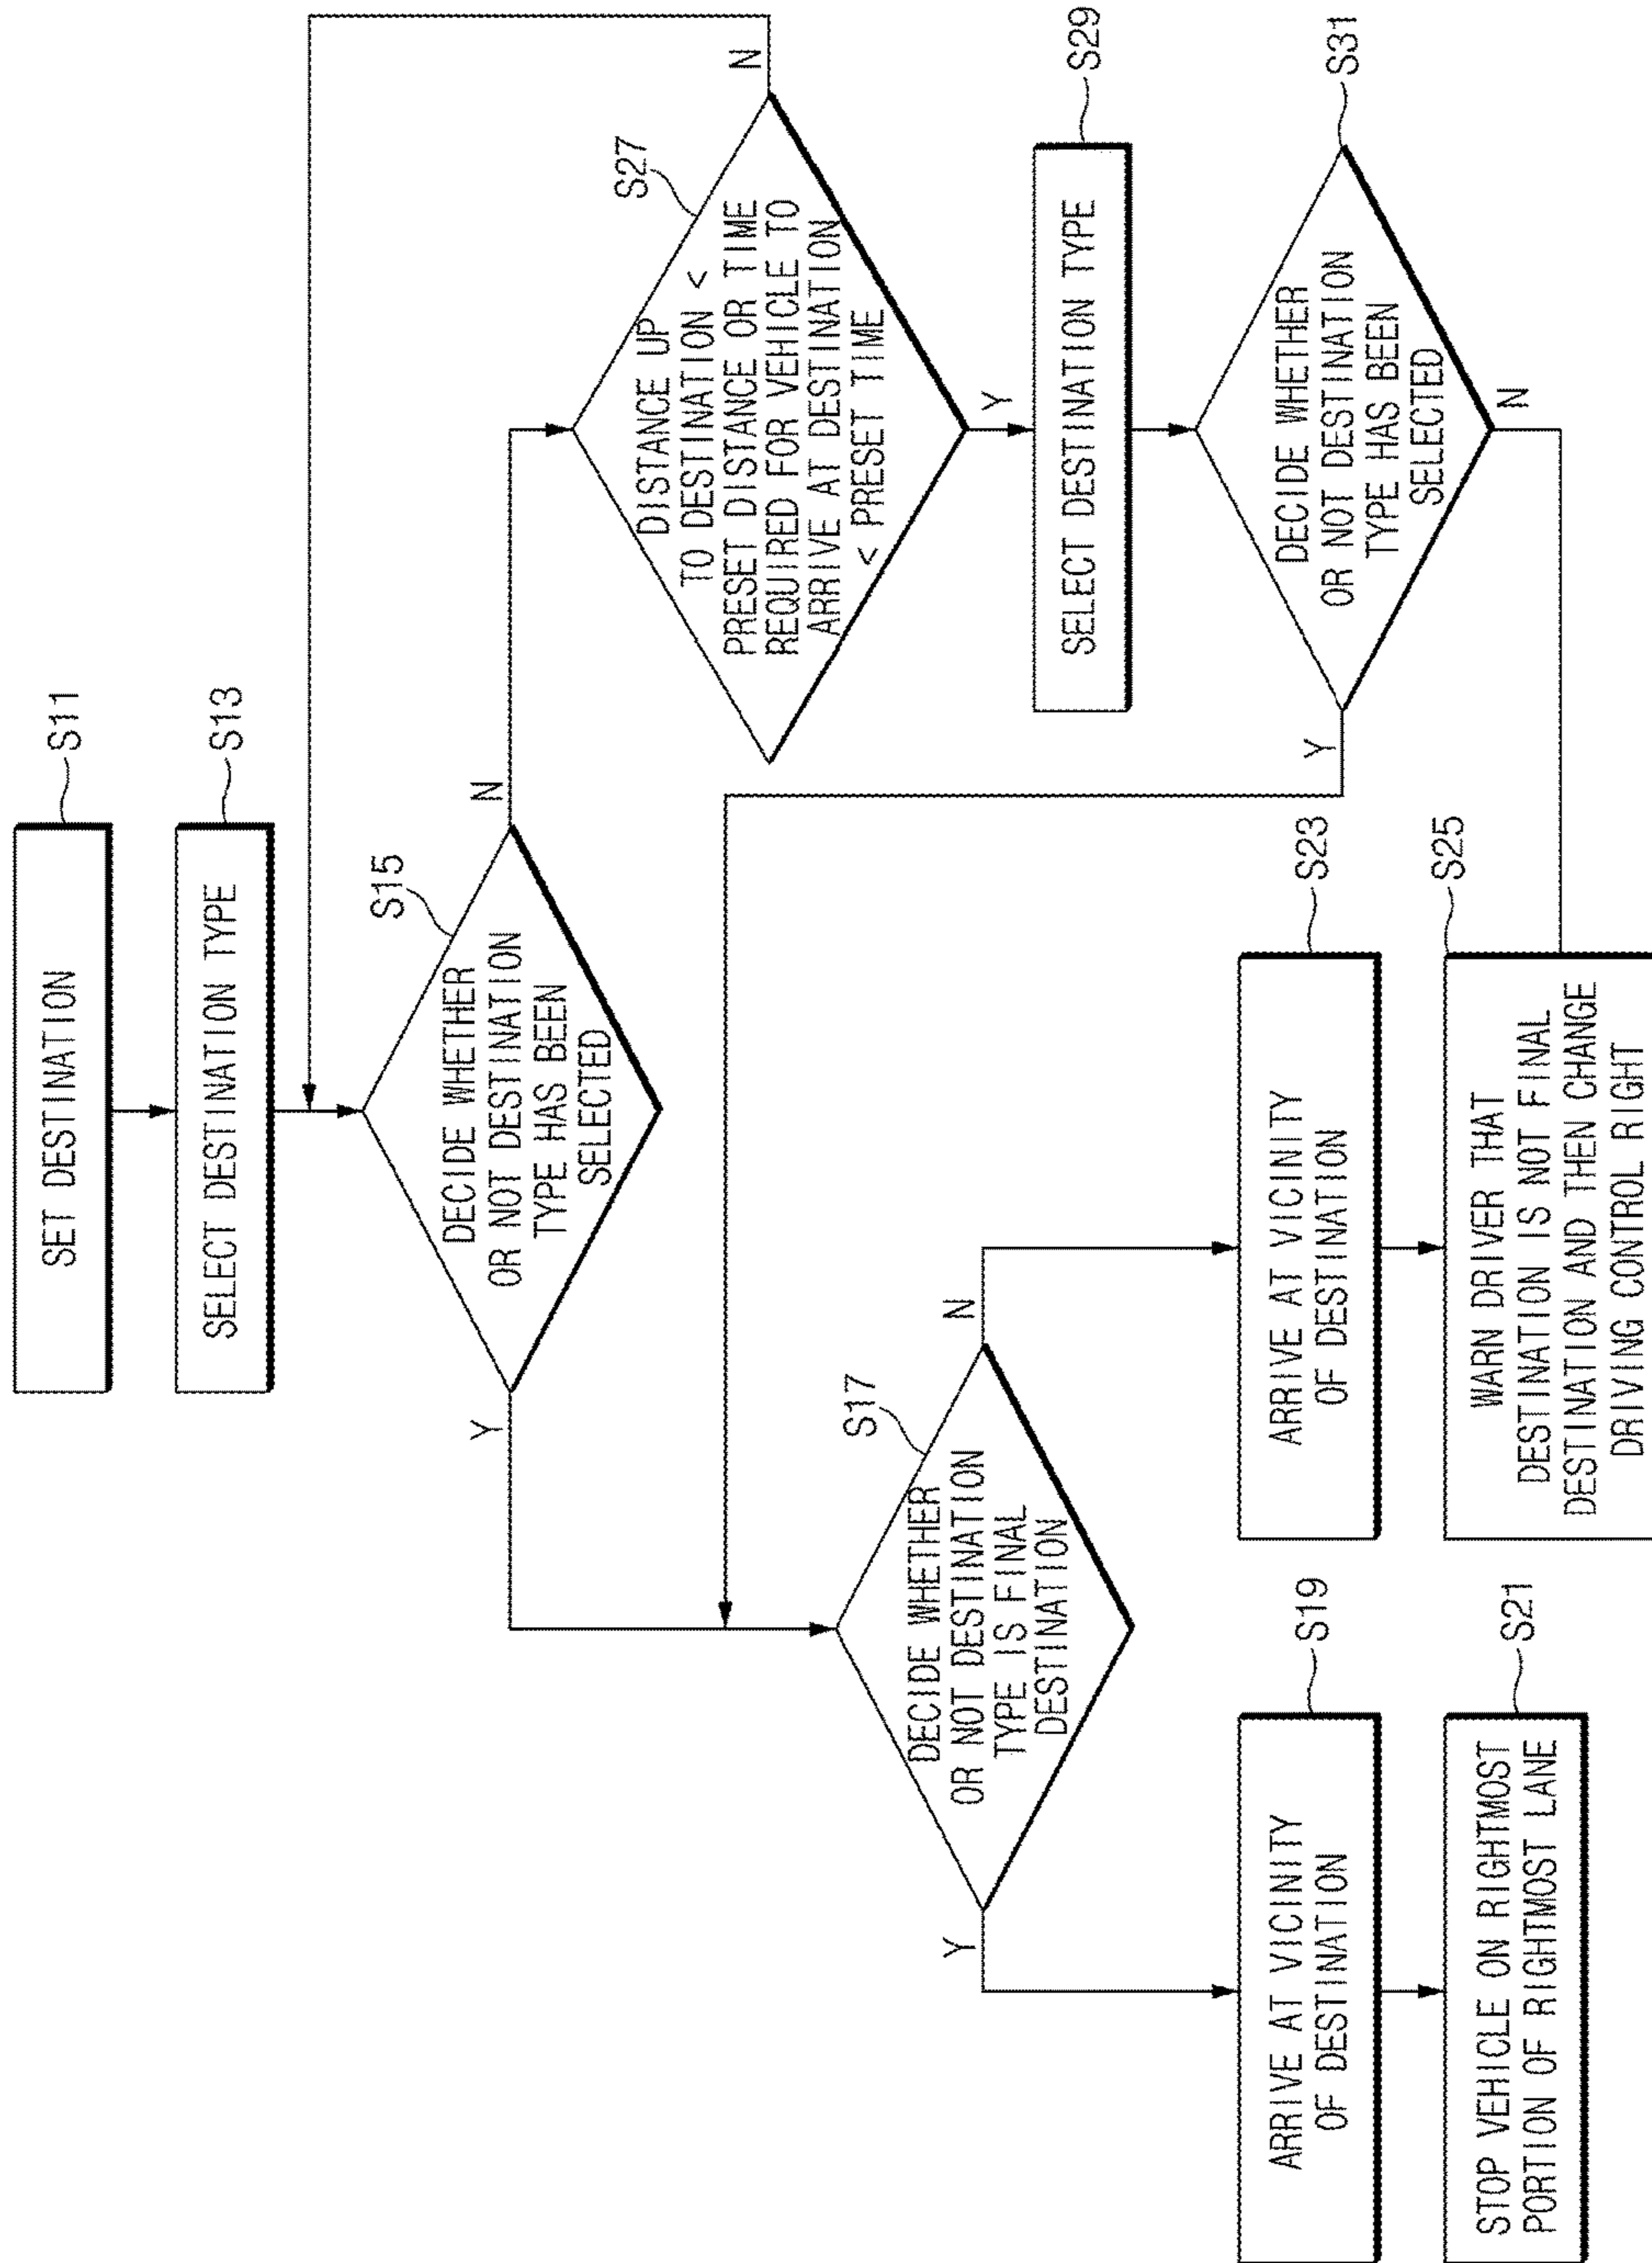 SET DESTINATION
S11
SELECT DESTINATION TYPE
S13
DECIDE WHETHER
OR NOT DESTINATION
TYPE HAS BEEN
SELECTED
S15
Y
N
DISTANCE UP
TO DESTINATION <
PRESET DISTANCE OR TIME
REQUIRED FOR VEHICLE TO
ARRIVE AT DESTINATION
< PRESET TIME
S27
N
Y
SELECT DESTINATION TYPE
S29
DECIDE WHETHER
OR NOT DESTINATION
TYPE HAS BEEN
SELECTED
S31
Y
N
DECIDE WHETHER
OR NOT DESTINATION
TYPE IS FINAL
DESTINATION
S17
Y
N
ARRIVE AT VICINITY
OF DESTINATION
S19
STOP VEHICLE ON RIGHTMOST
PORTION OF RIGHTMOST LANE
S21
ARRIVE AT VICINITY
OF DESTINATION
S23
WARN DRIVER THAT
DESTINATION IS NOT FINAL
DESTINATION AND THEN CHANGE
DRIVING CONTROL RIGHT
S25